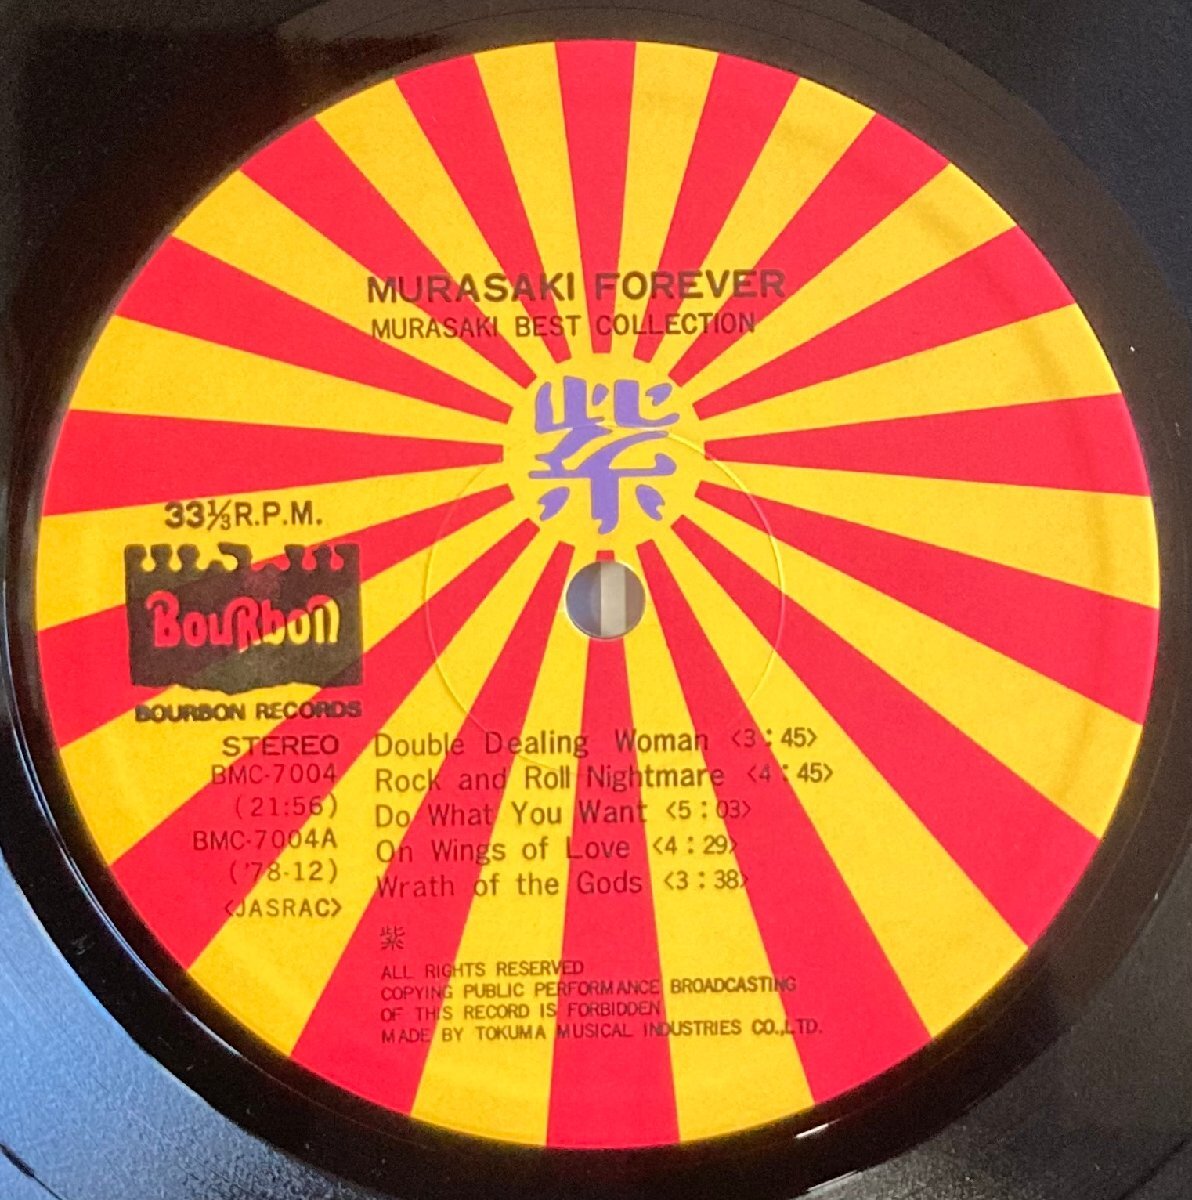 MURASAKI FOREVER
MURASAKI BEST COLLECTION
紫
33⅓ R.P.M.
BouRbon
BOURBON RECORDS
STEREO
BMC-7004
(21:56)
BMC-7004A
('78-12)
<JASRAC>
Double Dealing Woman <3:45>
Rock and Roll Nightmare <4:45>
Do What You Want <5:03>
On Wings of Love <4:29>
Wrath of the Gods <3:38>
紫
ALL RIGHTS RESERVED
COPYING PUBLIC PERFORMANCE BROADCASTING
OF THIS RECORD IS FORBIDDEN
MADE BY TOKUMA MUSICAL INDUSTRIES CO.,LTD.